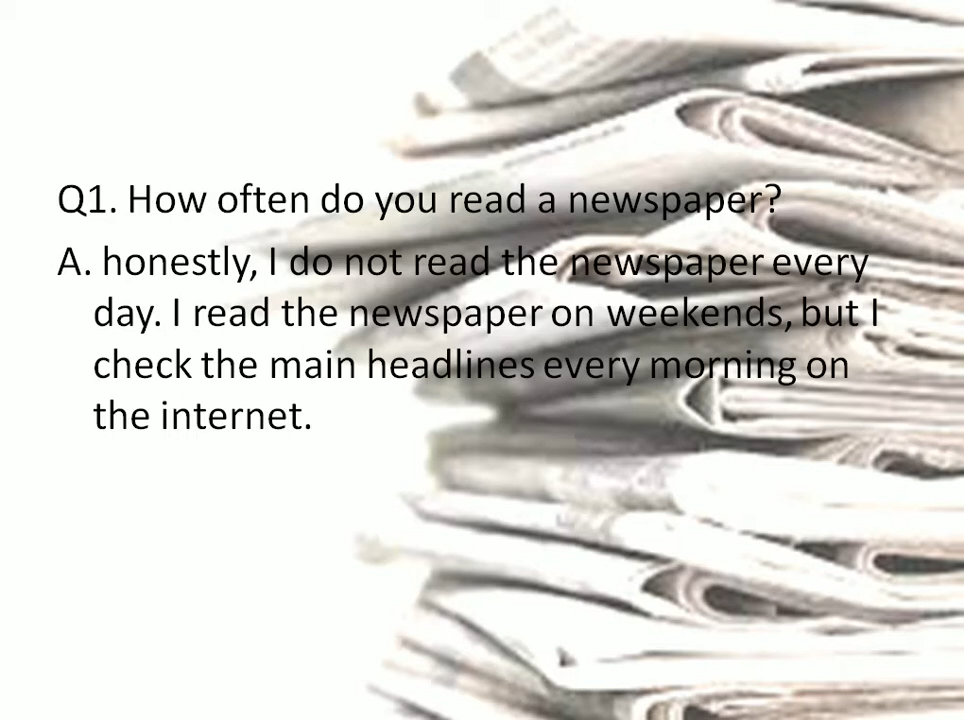 Q1. How often do you read a newspaper?
A. honestly, I do not read the newspaper every
day. I read the newspaper on weekends, but I
check the main headlines every morning on
the internet.